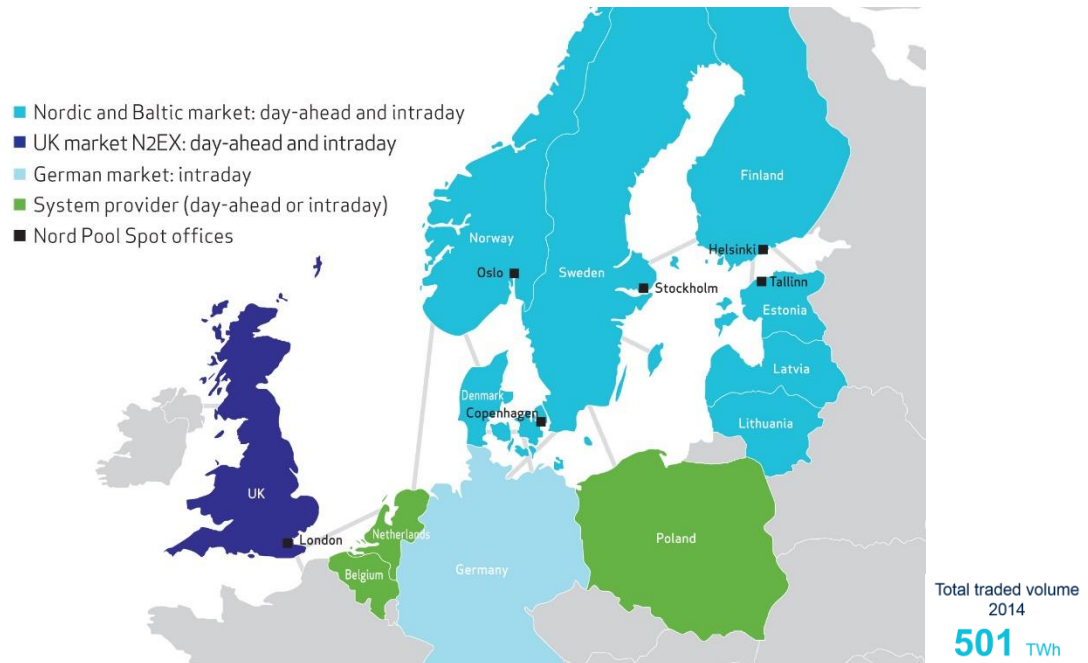 Nordic and Baltic market: day-ahead and intraday
UK market N2EX: day-ahead and intraday
German market: intraday
System provider (day-ahead or intraday)
Nord Pool Spot offices
Finland
Norway
Helsinki
Oslo
Sweden
Tallinn
Stockholm
Estonia
Latvia
Denmark
Copenhagen
Lithuania
UK
London
Netherlands
Poland
Belgium
Germany
Total traded volume
2014
501 TWh